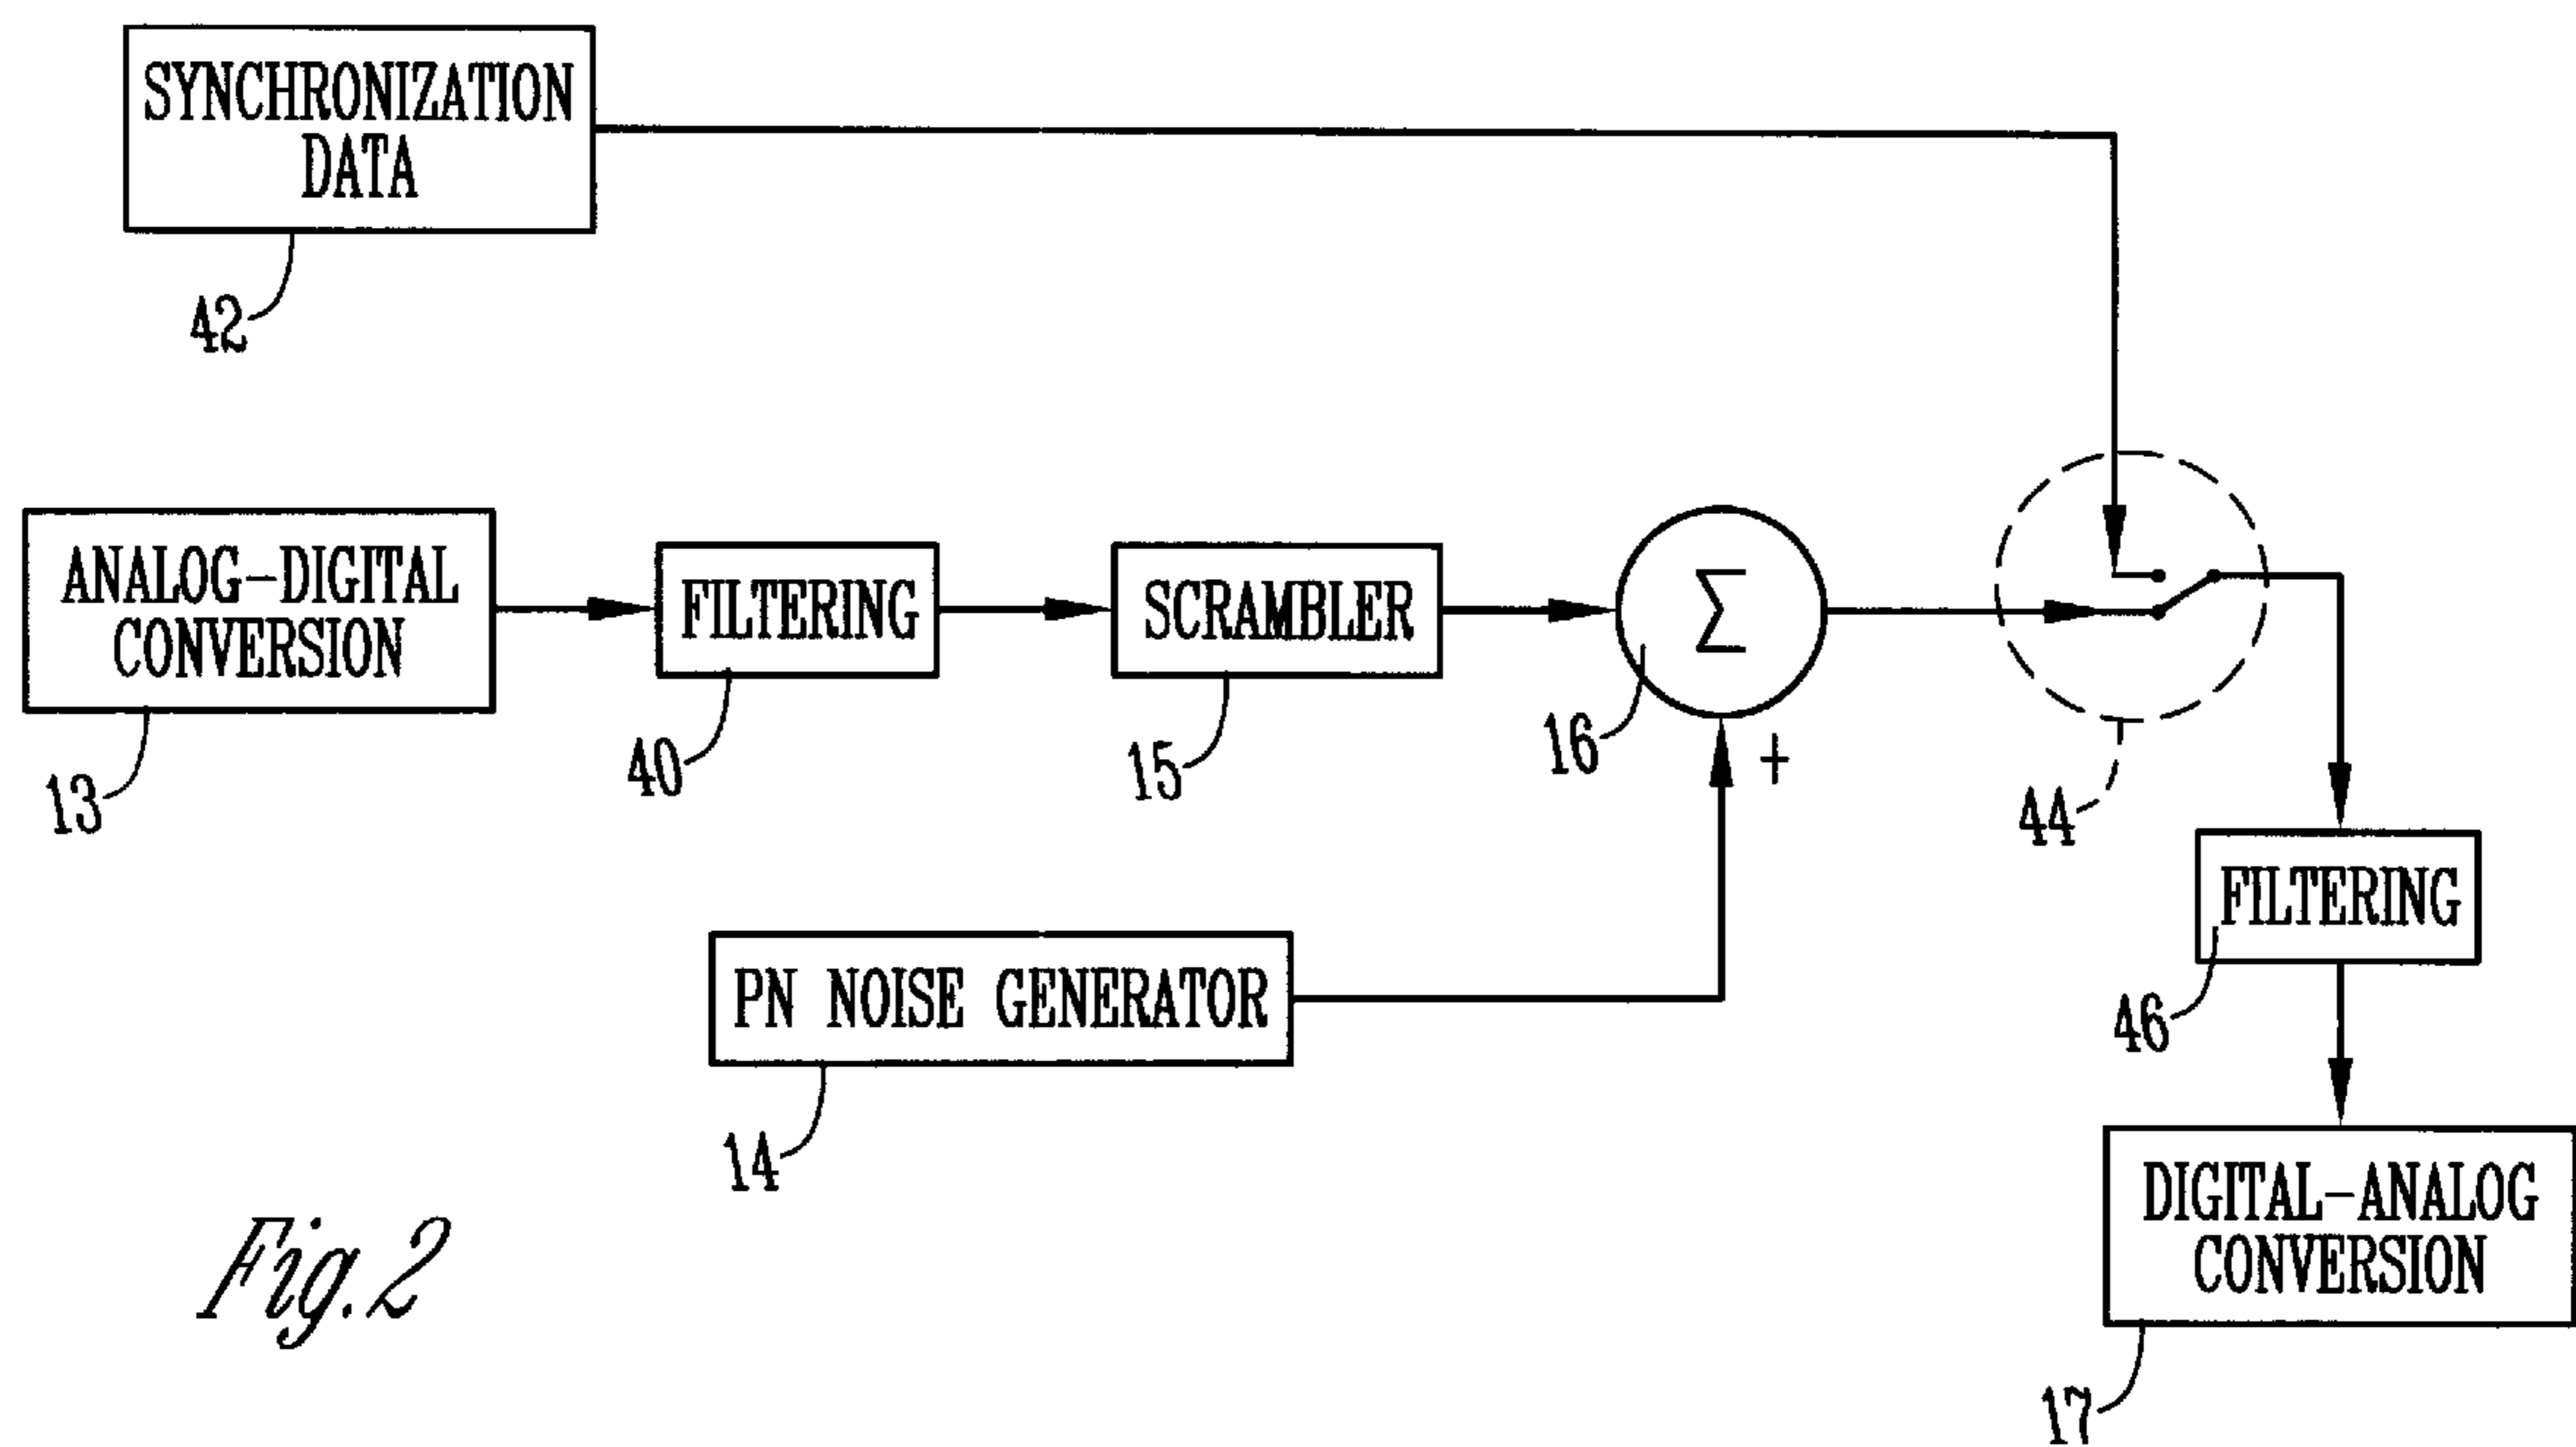 SYNCHRONIZATION
DATA
42
ANALOG-DIGITAL
CONVERSION
13
FILTERING
40
SCRAMBLER
15
Σ
16
+
44
PN NOISE GENERATOR
14
FILTERING
46
DIGITAL-ANALOG
CONVERSION
17
Fig. 2